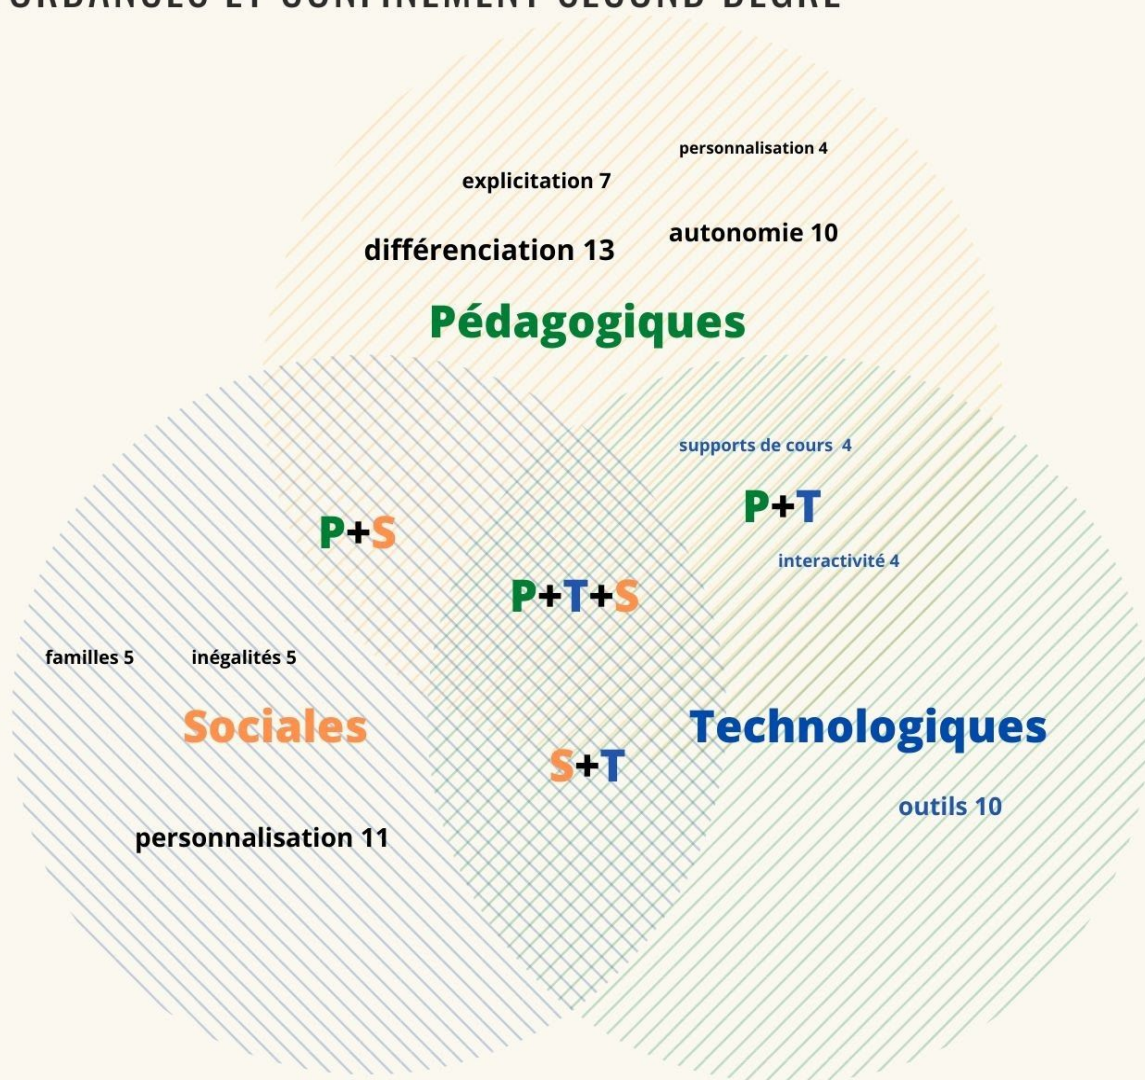 ET CONFINEMENT SECOND DEGRÉ
personnalisation 4
explicitation 7
autonomie 10
différenciation 13
Pédagogiques
supports de cours 4
P+T
P+S
interactivité 4
P+T+S
familles 5
inégalités 5
Sociales
Technologiques
S+T
outils 10
personnalisation 11